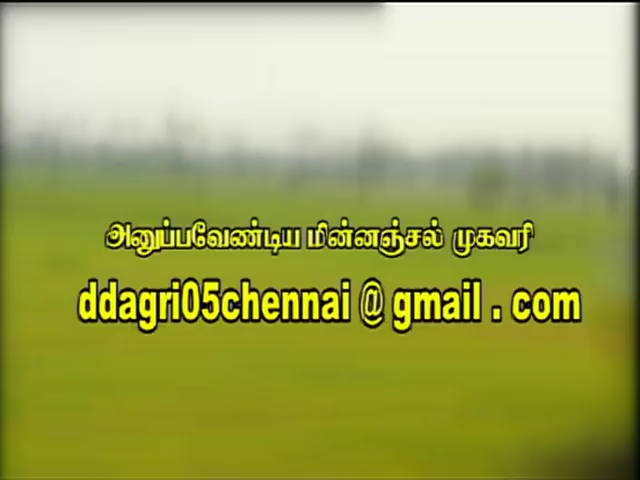 அனுப்பவேண்டிய மின்னஞ்சல் முகவரி
ddagri05chennai @ gmail . com